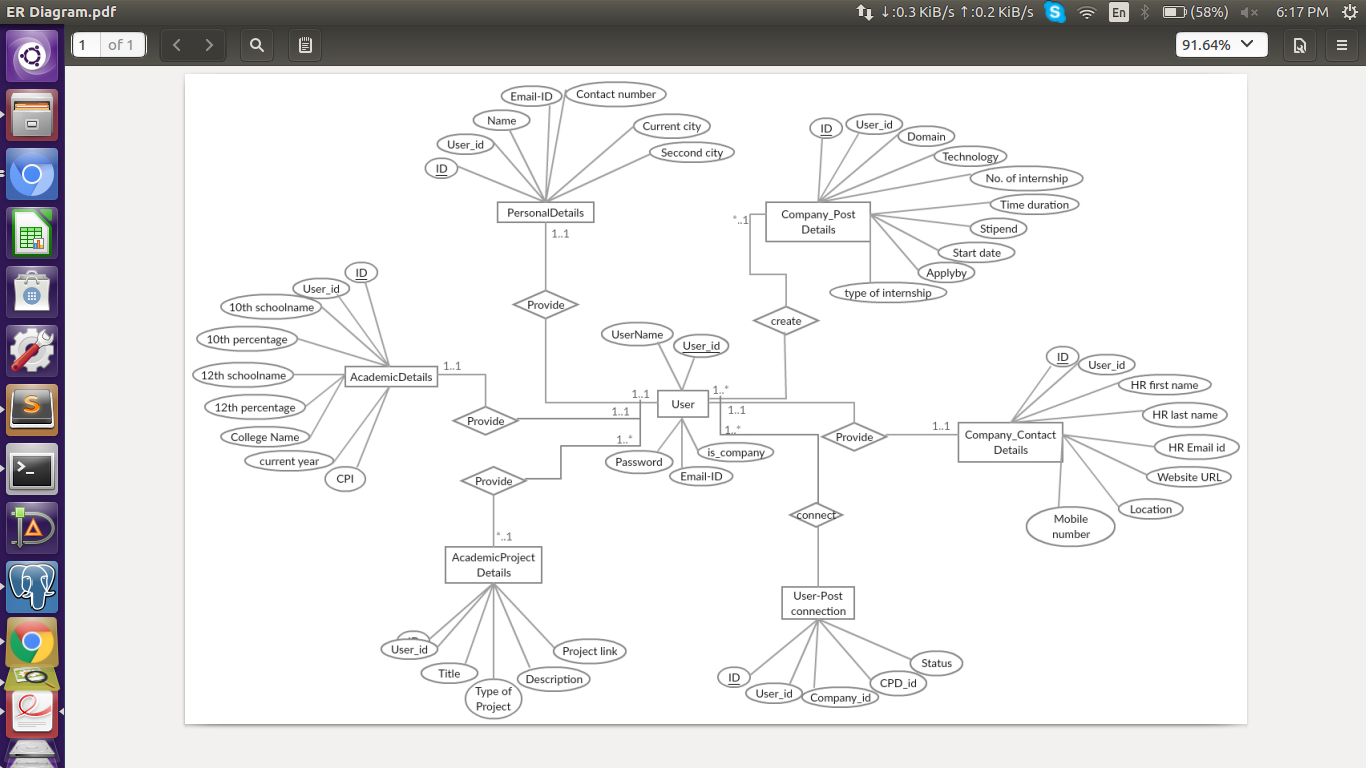 ER Diagram.pdf
↓:0.3 KiB/s ↑:0.2 KiB/s
En
(58%)
6:17 PM
1 of 1
91.64%
Email-ID
Contact number
Name
User_id
ID
Current city
Seccond city
PersonalDetails
1..1
Provide
ID
User_id
Domain
Technology
No. of internship
Time duration
Stipend
Start date
Applyby
type of internship
Company_Post
Details
*..1
create
ID
User_id
10th schoolname
10th percentage
12th schoolname
12th percentage
College Name
current year
CPI
AcademicDetails
1..1
Provide
UserName
User_id
User
Password
Email-ID
is_company
1..1
1..1
1..*
1..*
1..1
1..*
Provide
1..1
ID
User_id
HR first name
HR last name
HR Email id
Website URL
Location
Mobile
number
Company_Contact
Details
Provide
*..1
AcademicProject
Details
User_id
Title
Type of
Project
Description
Project link
connect
User-Post
connection
ID
User_id
Company_id
CPD_id
Status